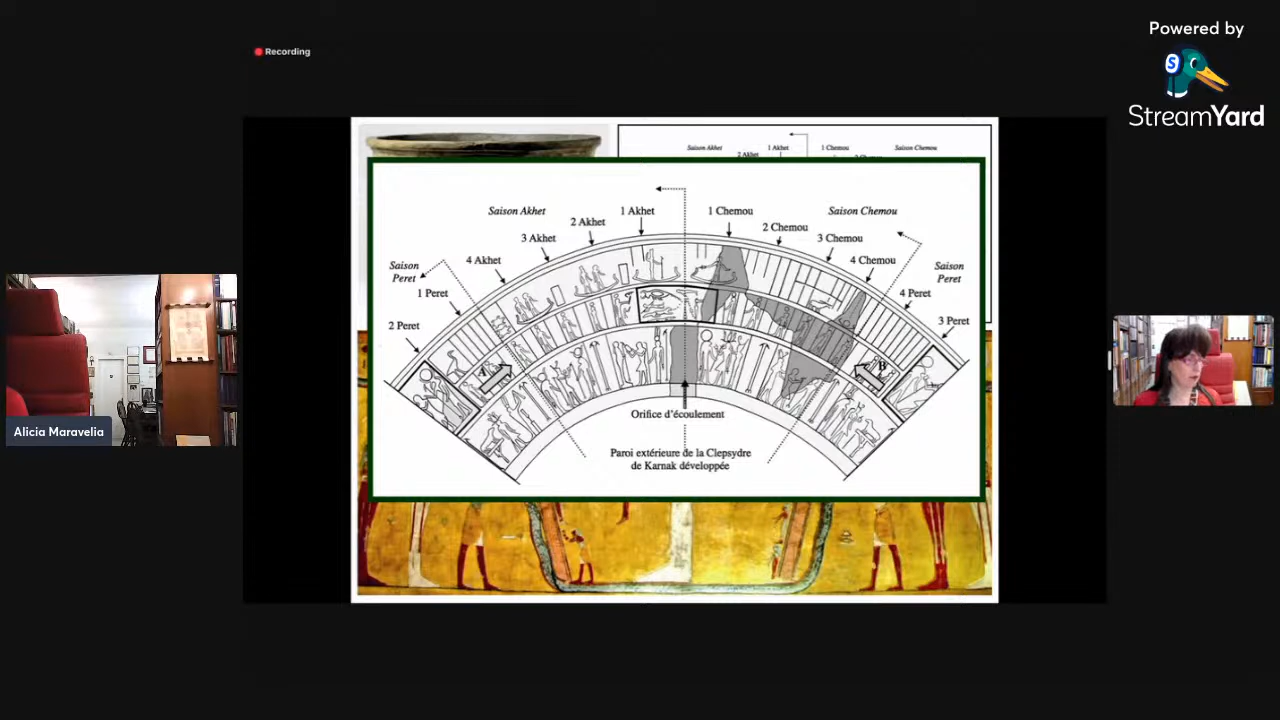 Powered by
StreamYard
Recording
Saison Akhet
1 Akhet
2 Akhet
1 Chemou
Saison Chemou
Saison Akhet
1 Akhet
1 Chemou
Saison Chemou
2 Akhet
2 Chemou
3 Akhet
3 Chemou
4 Akhet
4 Chemou
Saison
Peret
Saison
Peret
1 Peret
4 Peret
2 Peret
3 Peret
A
B
Orifice d'écoulement
Paroi extérieure de la Clepsydre
de Karnak développée
Alicia Maravelia